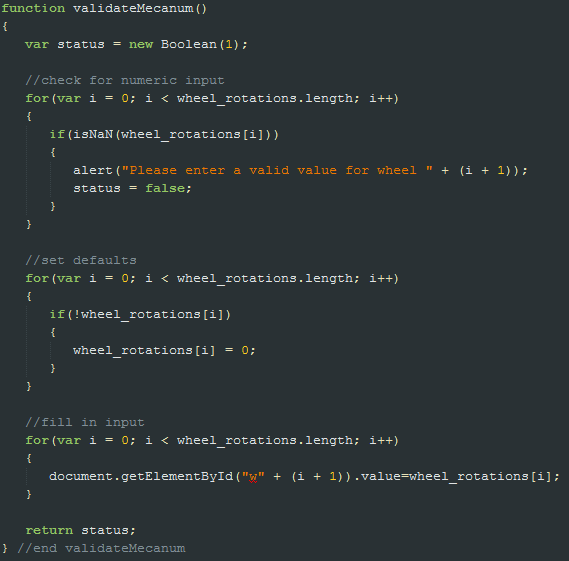 function validateMecanum()
{
var status = new Boolean(1);
//check for numeric input
for(var i = 0; i < wheel_rotations.length; i++)
{
if(isNaN(wheel_rotations[i]))
{
alert("Please enter a valid value for wheel " + (i + 1));
status = false;
}
}
//set defaults
for(var i = 0; i < wheel_rotations.length; i++)
{
if(!wheel_rotations[i])
{
wheel_rotations[i] = 0;
}
}
//fill in input
for(var i = 0; i < wheel_rotations.length; i++)
{
document.getElementById("w" + (i + 1)).value=wheel_rotations[i];
}
return status;
} //end validateMecanum